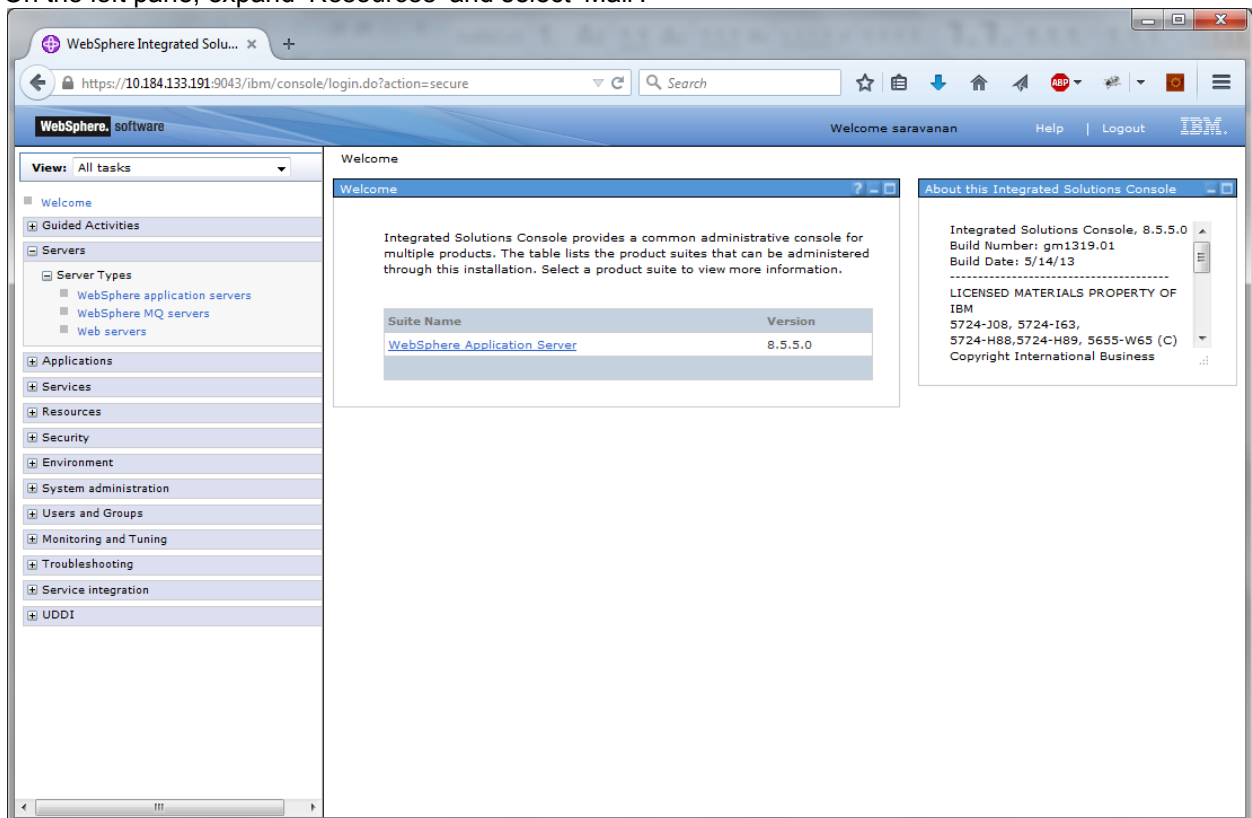 On the left pane, expand 'Resources' and select 'Mail'.
WebSphere Integrated Solu...
https://10.184.133.191:9043/ibm/console/login.do?action=secure
Search
ABP
WebSphere. software
Welcome saravanan
Help | Logout
IBM.
View: All tasks
Welcome
Guided Activities
Servers
Server Types
WebSphere application servers
WebSphere MQ servers
Web servers
Applications
Services
Resources
Security
Environment
System administration
Users and Groups
Monitoring and Tuning
Troubleshooting
Service integration
UDDI
Welcome
Welcome
Integrated Solutions Console provides a common administrative console for
multiple products. The table lists the product suites that can be administered
through this installation. Select a product suite to view more information.
Suite Name Version
WebSphere Application Server 8.5.5.0
About this Integrated Solutions Console
Integrated Solutions Console, 8.5.5.0
Build Number: gm1319.01
Build Date: 5/14/13
----------------------------------------
LICENSED MATERIALS PROPERTY OF
IBM
5724-J08, 5724-I63,
5724-H88,5724-H89, 5655-W65 (C)
Copyright International Business